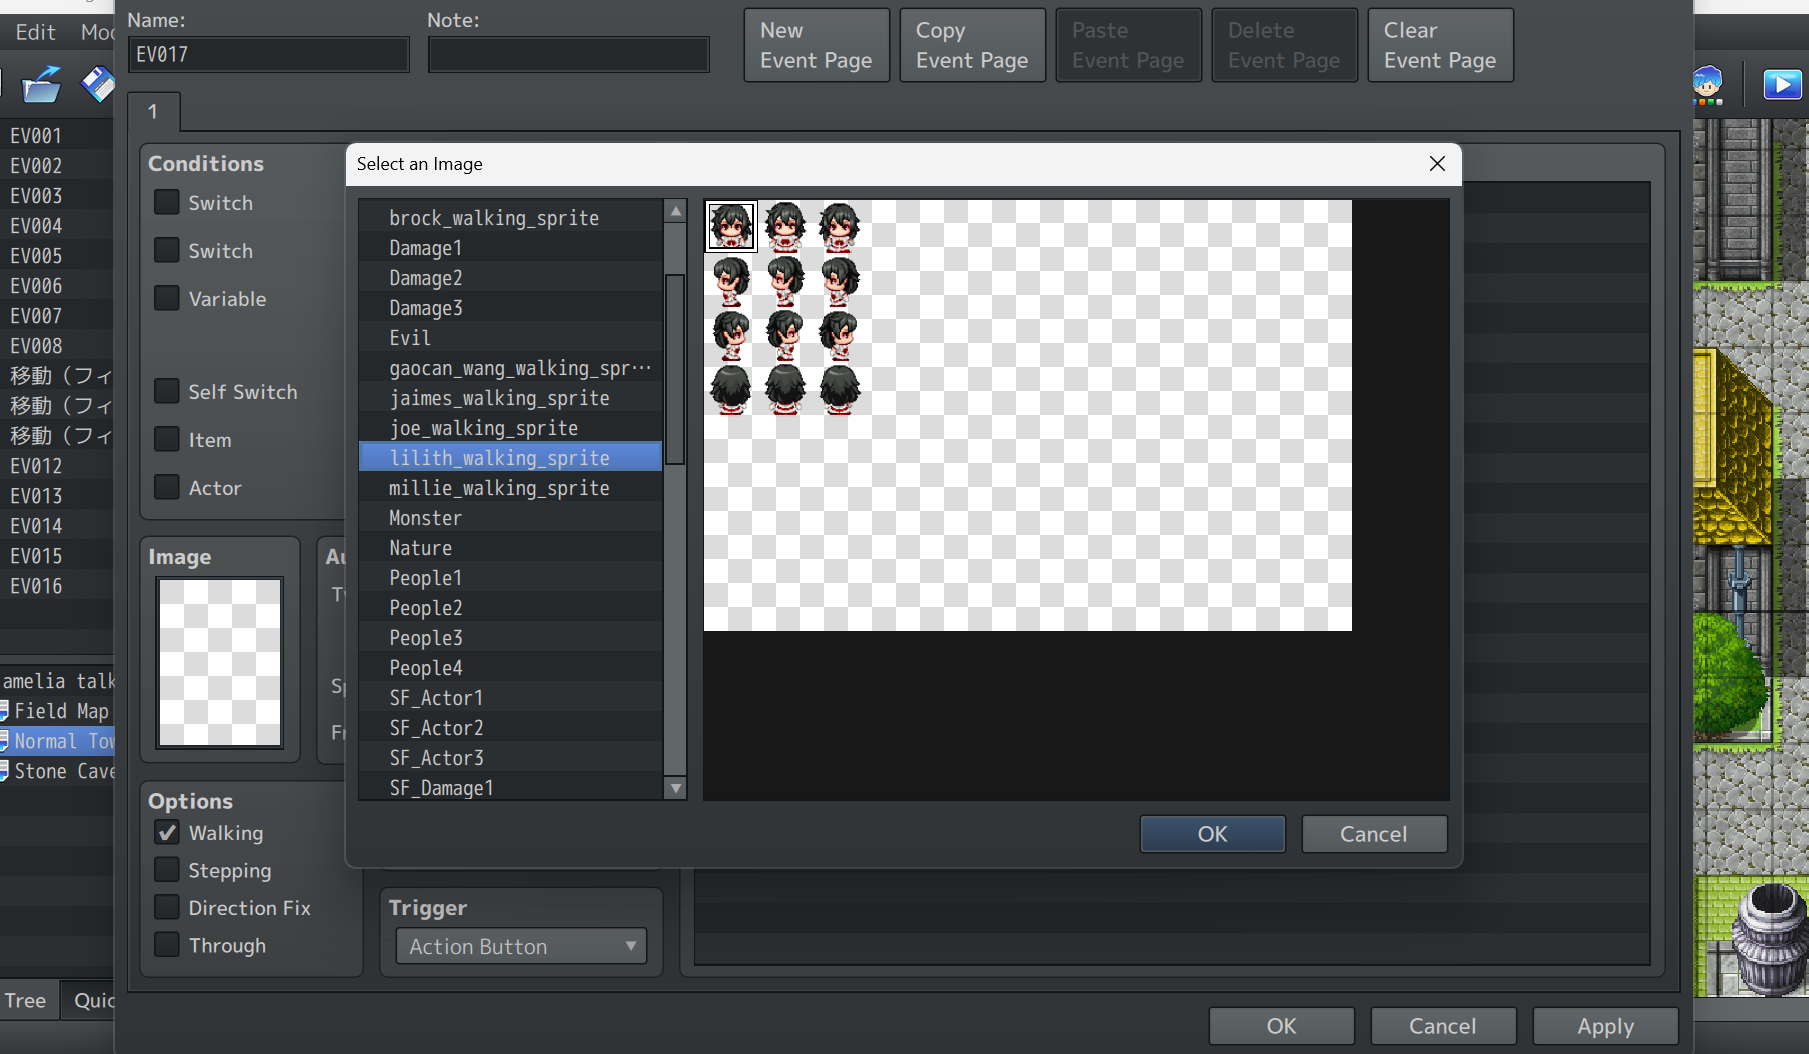 Edit
Name:
Note:
EV017
New
Event Page
Copy
Event Page
Paste
Event Page
Delete
Event Page
Clear
Event Page
1
EV001
EV002
EV003
EV004
EV005
EV006
EV007
EV008
移動（フィ
移動（フィ
移動（フィ
EV012
EV013
EV014
EV015
EV016
amelia talk
Field Map
Normal Tow
Stone Cave
Tree
Quic
Conditions
Switch
Switch
Variable
Self Switch
Item
Actor
Image
Options
Walking
Stepping
Direction Fix
Through
Trigger
Action Button
Select an Image
brock_walking_sprite
Damage1
Damage2
Damage3
Evil
gaocan_wang_walking_spr…
jaimes_walking_sprite
joe_walking_sprite
lilith_walking_sprite
millie_walking_sprite
Monster
Nature
People1
People2
People3
People4
SF_Actor1
SF_Actor2
SF_Actor3
SF_Damage1
OK
Cancel
OK
Cancel
Apply